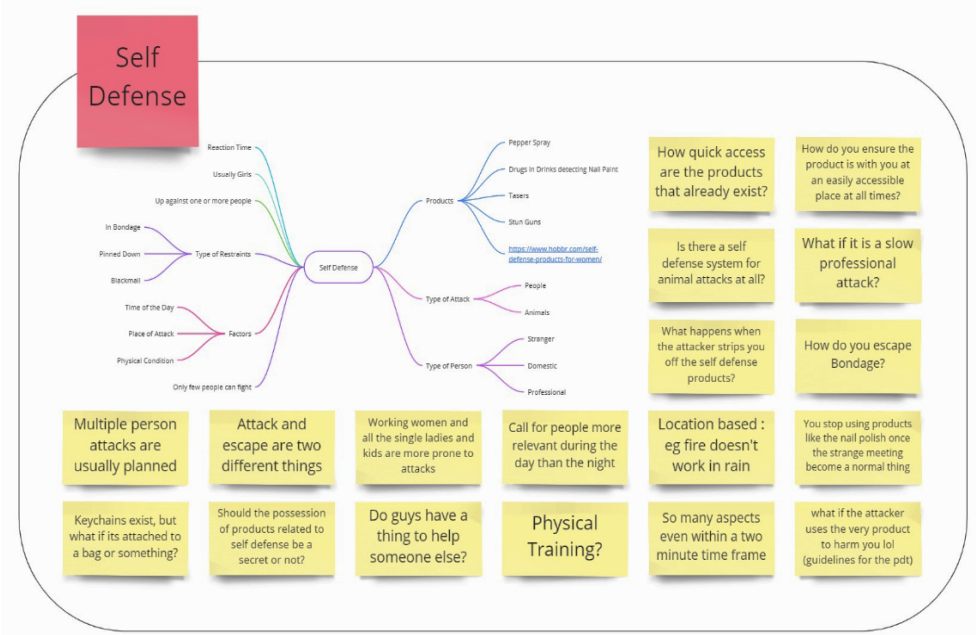 Self
Defense
Reaction Time
Usually Girls
Up against one or more people
In Bondage
Pinned Down
Blackmail
Type of Restraints
Time of the Day
Place of Attack
Physical Condition
Factors
Only few people can fight
Self Defense
Products
Pepper Spray
Drugs In Drinks detecting Nail Paint
Tasers
Stun Guns
https://www.hobbr.com/self-
defense-products-for-women/
Type of Attack
People
Animals
Type of Person
Stranger
Domestic
Professional
How quick access
are the products
that already exist?
How do you ensure the
product is with you at
an easily accessible
place at all times?
Is there a self
defense system for
animal attacks at all?
What if it is a slow
professional
attack?
What happens when
the attacker strips you
off the self defense
products?
How do you escape
Bondage?
Multiple person
attacks are
usually planned
Attack and
escape are two
different things
Working women and
all the single ladies and
kids are more prone to
attacks
Call for people more
relevant during the
day than the night
Location based :
eg fire doesn't
work in rain
You stop using products
like the nail polish once
the strange meeting
become a normal thing
Keychains exist, but
what if its attached to
a bag or something?
Should the possession
of products related to
self defense be a
secret or not?
Do guys have a
thing to help
someone else?
Physical
Training?
So many aspects
even within a two
minute time frame
what if the attacker
uses the very product
to harm you lol
(guidelines for the pdt)